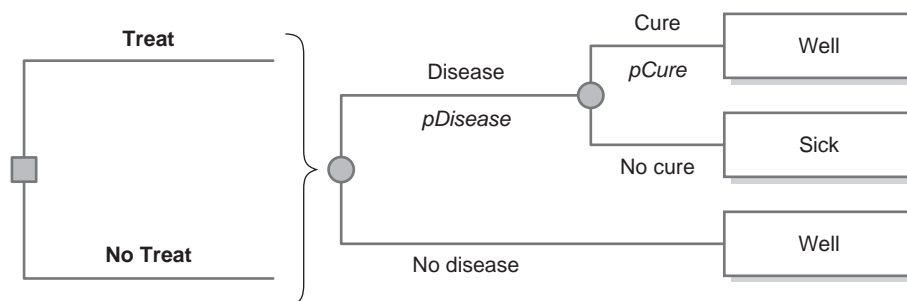 Treat
No Treat
Disease
pDisease
Cure
pCure
No cure
No disease
Well
Sick
Well